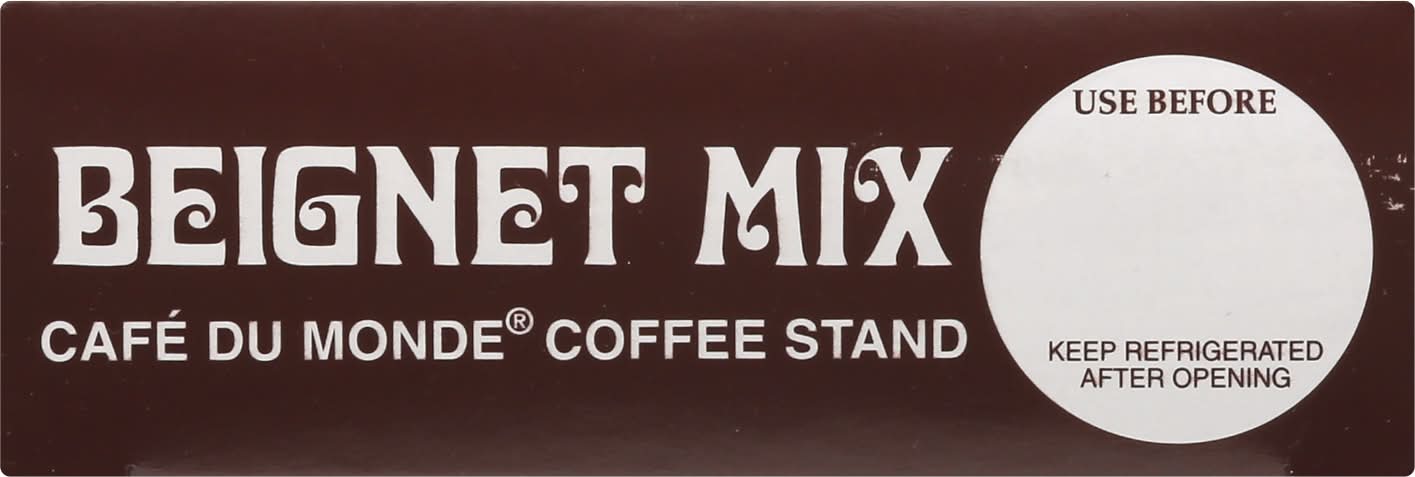 BEIGNET MIX
CAFÉ DU MONDE® COFFEE STAND
USE BEFORE
KEEP REFRIGERATED
AFTER OPENING